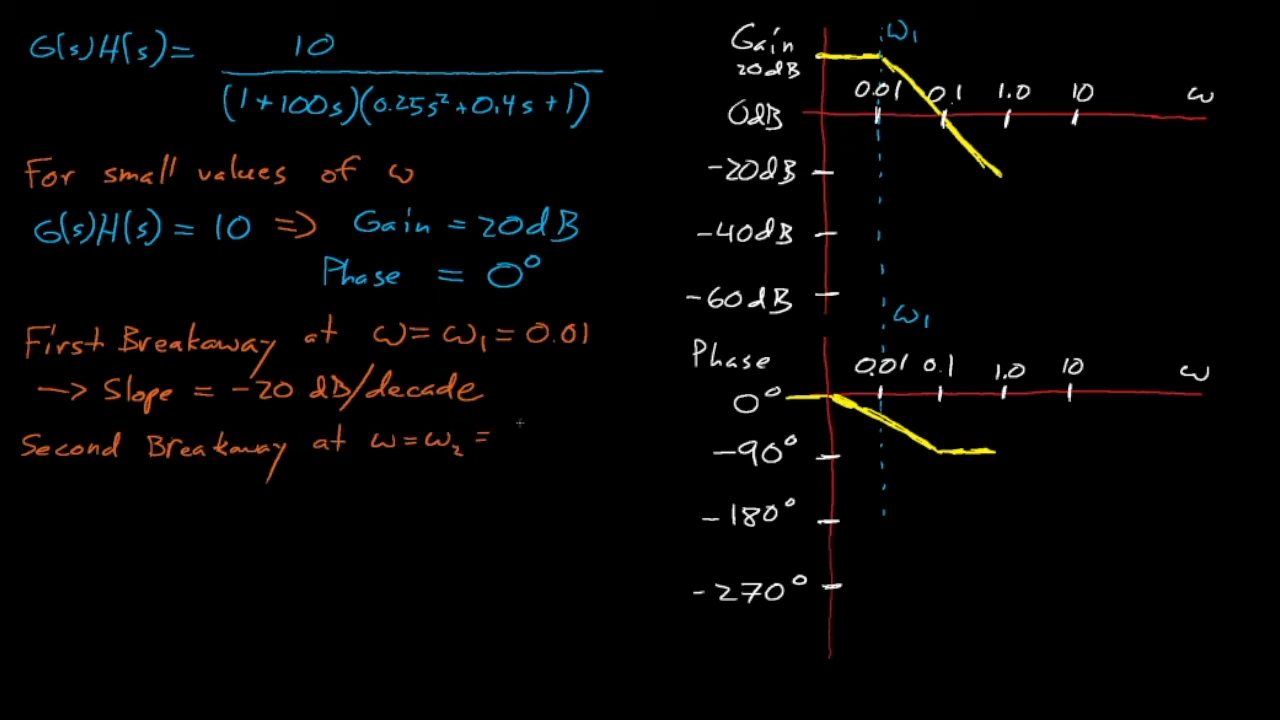 G(s)H(s) = 10
(1+100s)(0.25s²+0.4s+1)
For small values of ω
G(s)H(s) = 10 => Gain = 20dB
Phase = 0°
First Breakaway at ω = ω₁ = 0.01
→ Slope = -20 dB/decade
Second Breakaway at ω = ω₂ =
Gain
20dB
ω₁
0.01 0.1 1.0 10 ω
0dB
-20dB
-40dB
-60dB
ω₁
Phase
0.01 0.1 1.0 10 ω
0°
-90°
-180°
-270°